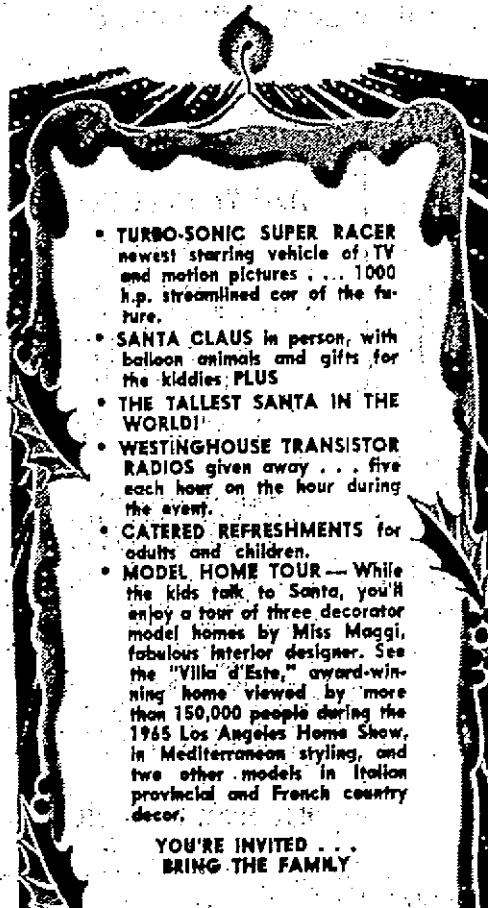 • TURBO-SONIC SUPER RACER
newest starring vehicle of TV
and motion pictures . . . 1000
h.p. streamlined car of the fu-
ture.
• SANTA CLAUS in person, with
balloon animals and gifts for
the kiddies PLUS
• THE TALLEST SANTA IN THE
WORLD!
• WESTINGHOUSE TRANSISTOR
RADIOS given away . . . five
each hour on the hour during
the event.
• CATERED REFRESHMENTS for
adults and children.
• MODEL HOME TOUR — While
the kids talk to Santa, you'll
enjoy a tour of three decorator
model homes by Miss Maggi,
fabulous interior designer. See
the "Villa d'Este," award-win-
ning home viewed by more
than 150,000 people during the
1965 Los Angeles Home Show,
in Mediterranean styling, and
two other models in Italian
provincial and French country
decor.
YOU'RE INVITED . . .
BRING THE FAMILY